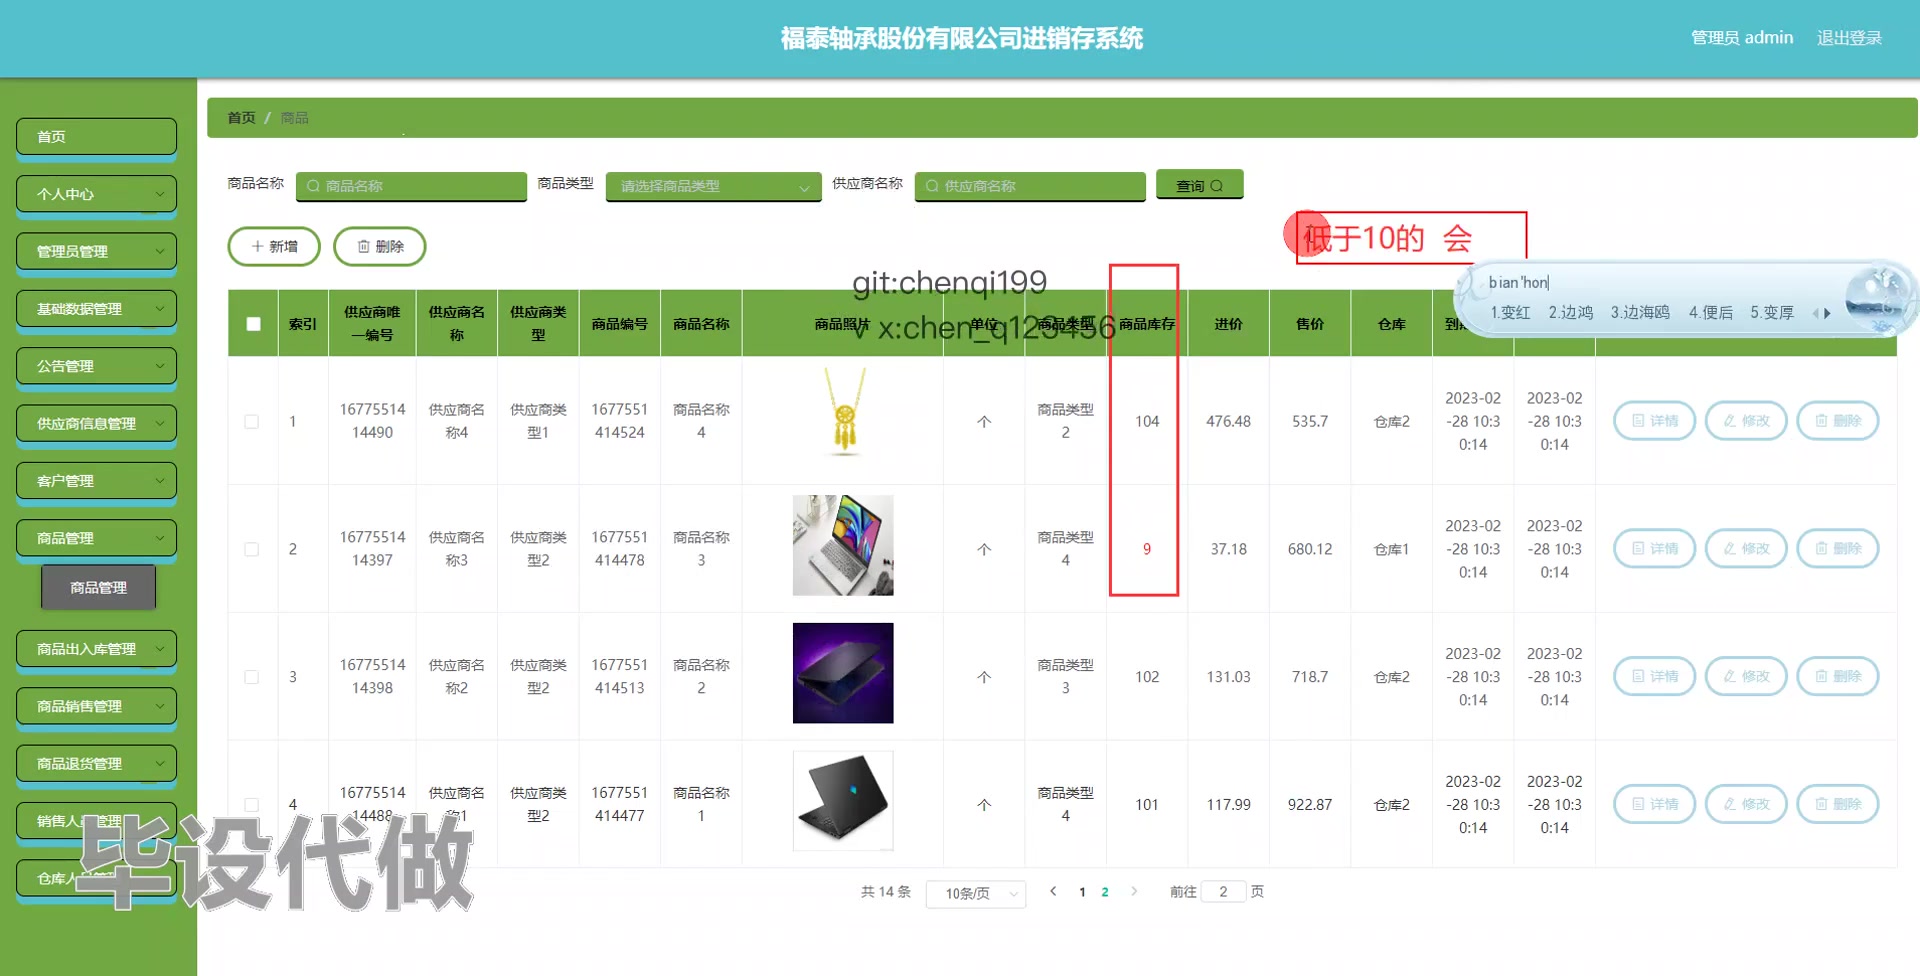 福泰轴承股份有限公司进销存系统
管理员 admin 退出登录
首页
个人中心
管理员管理
基础数据管理
公告管理
供应商信息管理
客户管理
商品管理
商品管理
商品出入库管理
商品销售管理
商品退货管理
首页 / 商品
商品名称 商品名称 商品类型 请选择商品类型 供应商名称 供应商名称 查询
新增 删除
低于10的 会
bian'hon
1.变红 2.边鸿 3.边海鸥 4.便后 5.变厚
git:chenqi199
v x:chen_q123456
索引 供应商唯一编号 供应商名称 供应商类型 商品编号 商品名称 商品照片 单位 商品类型 商品库存 进价 售价 仓库
1 1677551414490 供应商名称4 供应商类型1 1677551414524 商品名称4 个 商品类型2 104 476.48 535.7 仓库2 2023-02-28 10:30:14 2023-02-28 10:30:14 详情 修改 删除
2 1677551414397 供应商名称3 供应商类型2 1677551414478 商品名称3 个 商品类型4 9 37.18 680.12 仓库1 2023-02-28 10:30:14 2023-02-28 10:30:14 详情 修改 删除
3 1677551414398 供应商名称2 供应商类型2 1677551414513 商品名称2 个 商品类型3 102 131.03 718.7 仓库2 2023-02-28 10:30:14 2023-02-28 10:30:14 详情 修改 删除
4 供应商名称1 供应商类型2 1677551414477 商品名称1 个 商品类型4 101 117.99 922.87 仓库2 2023-02-28 10:30:14 2023-02-28 10:30:14 详情 修改 删除
毕设代做
共 14 条 10条/页 1 2 前往 2 页